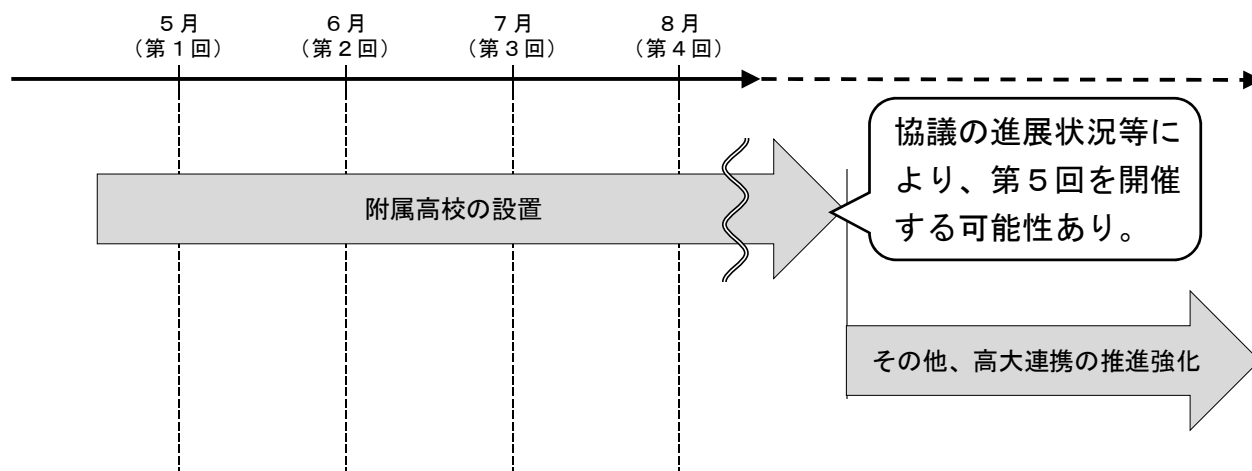 5月
(第1回)
6月
(第2回)
7月
(第3回)
8月
(第4回)
協議の進展状況等に
より、第5回を開催
する可能性あり。
附属高校の設置
その他、高大連携の推進強化